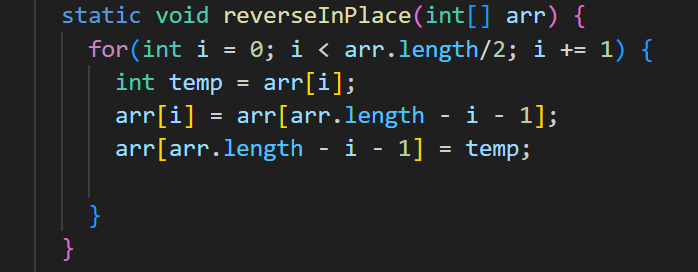 static void reverseInPlace(int[] arr) {
for(int i = 0; i < arr.length/2; i += 1) {
int temp = arr[i];
arr[i] = arr[arr.length - i - 1];
arr[arr.length - i - 1] = temp;
}
}